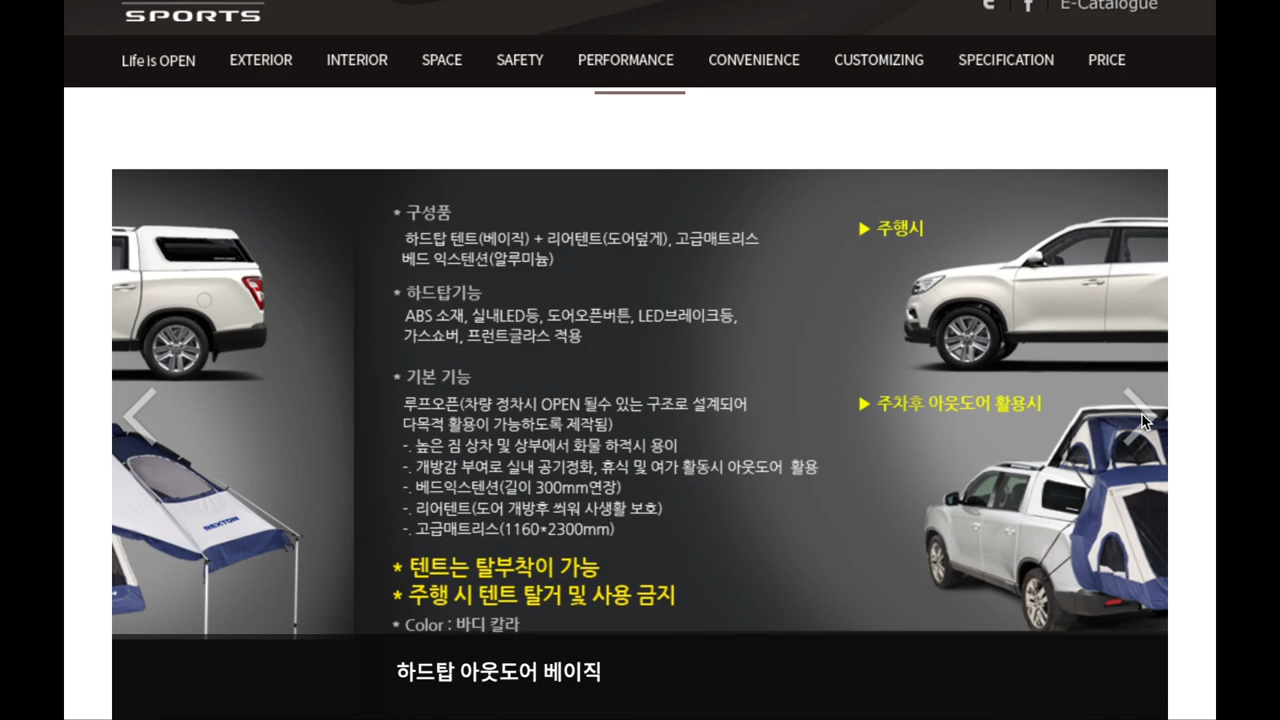 SPORTS
E-Catalogue
Life is OPEN EXTERIOR INTERIOR SPACE SAFETY PERFORMANCE CONVENIENCE CUSTOMIZING SPECIFICATION PRICE
* 구성품
하드탑 텐트(베이직) + 리어텐트(도어덮게), 고급매트리스
베드 익스텐션(알루미늄)
* 하드탑기능
ABS 소재, 실내LED등, 도어오픈버튼, LED브레이크등,
가스쇼버, 프런트글라스 적용
* 기본 기능
루프오픈(차량 정차시 OPEN 될수 있는 구조로 설계되어
다목적 활용이 가능하도록 제작됨)
-. 높은 짐 상차 및 상부에서 화물 하적시 용이
-. 개방감 부여로 실내 공기정화, 휴식 및 여가 활동시 아웃도어 활용
-. 베드익스텐션(길이 300mm연장)
-. 리어텐트(도어 개방후 씌워 사생활 보호)
-. 고급매트리스(1160*2300mm)
* 텐트는 탈부착이 가능
* 주행 시 텐트 탈거 및 사용 금지
* Color : 바디 칼라
▶ 주행시
▶ 주차후 아웃도어 활용시
REXTON
하드탑 아웃도어 베이직